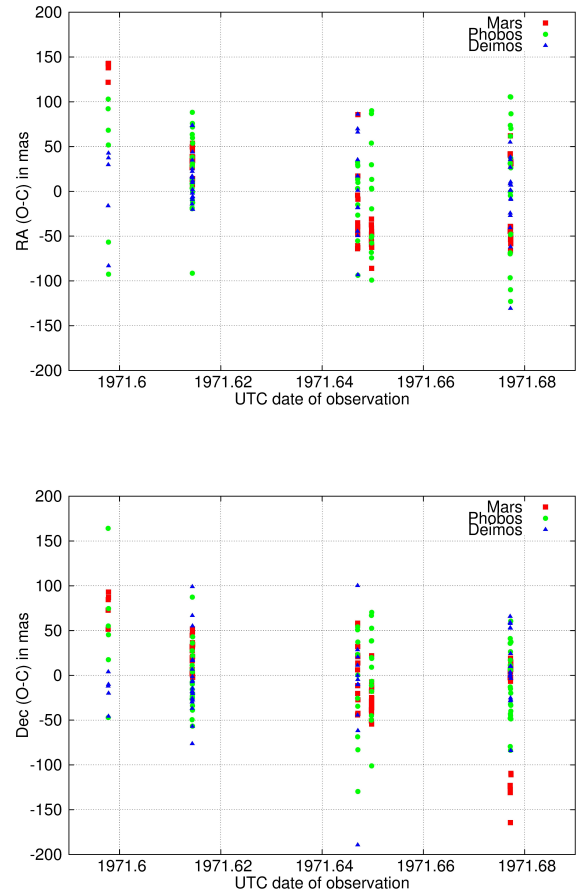 200
150
100
50
0
-50
-100
-150
-200
RA (O-C) in mas
Mars
Phobos
Deimos
1971.6 1971.62 1971.64 1971.66 1971.68
UTC date of observation
200
150
100
50
0
-50
-100
-150
-200
Dec (O-C) in mas
Mars
Phobos
Deimos
1971.6 1971.62 1971.64 1971.66 1971.68
UTC date of observation